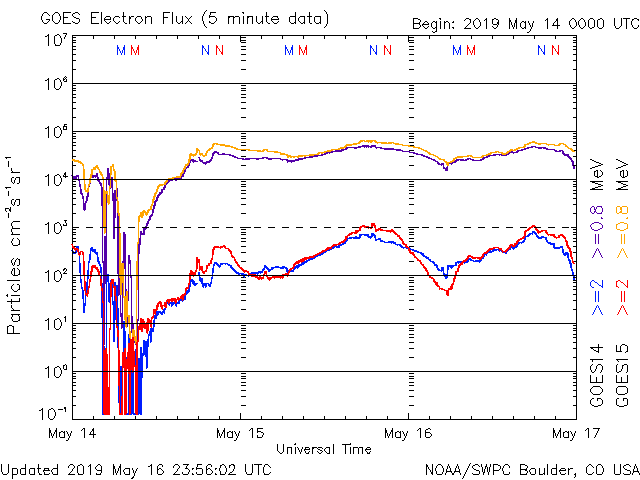 GOES Electron Flux (5 minute data)
Begin: 2019 May 14 0000 UTC
M M N N M M N N M M N N
10⁷
10⁶
10⁵
10⁴
10³
10²
10¹
10⁰
10⁻¹
Particles cm⁻²s⁻¹sr⁻¹
May 14 May 15 May 16 May 17
Universal Time
GOES14 >=2 >=0.8 MeV
GOES15 >=2 >=0.8 MeV
Updated 2019 May 16 23:56:02 UTC
NOAA/SWPC Boulder, CO USA